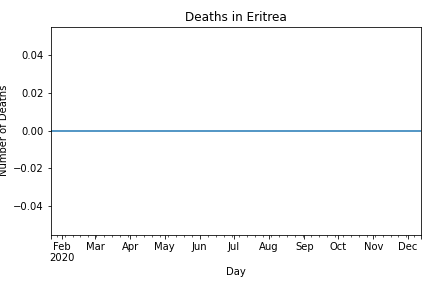 Deaths in Eritrea
Number of Deaths
0.04
0.02
0.00
−0.02
−0.04
Feb Mar Apr May Jun Jul Aug Sep Oct Nov Dec
2020
Day